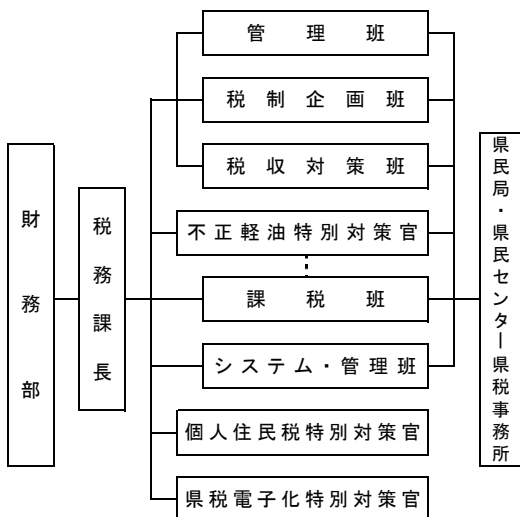 財務部
税務課長
管理班
税制企画班
税収対策班
不正軽油特別対策官
課税班
システム・管理班
個人住民税特別対策官
県税電子化特別対策官
県民局・県民センター県税事務所